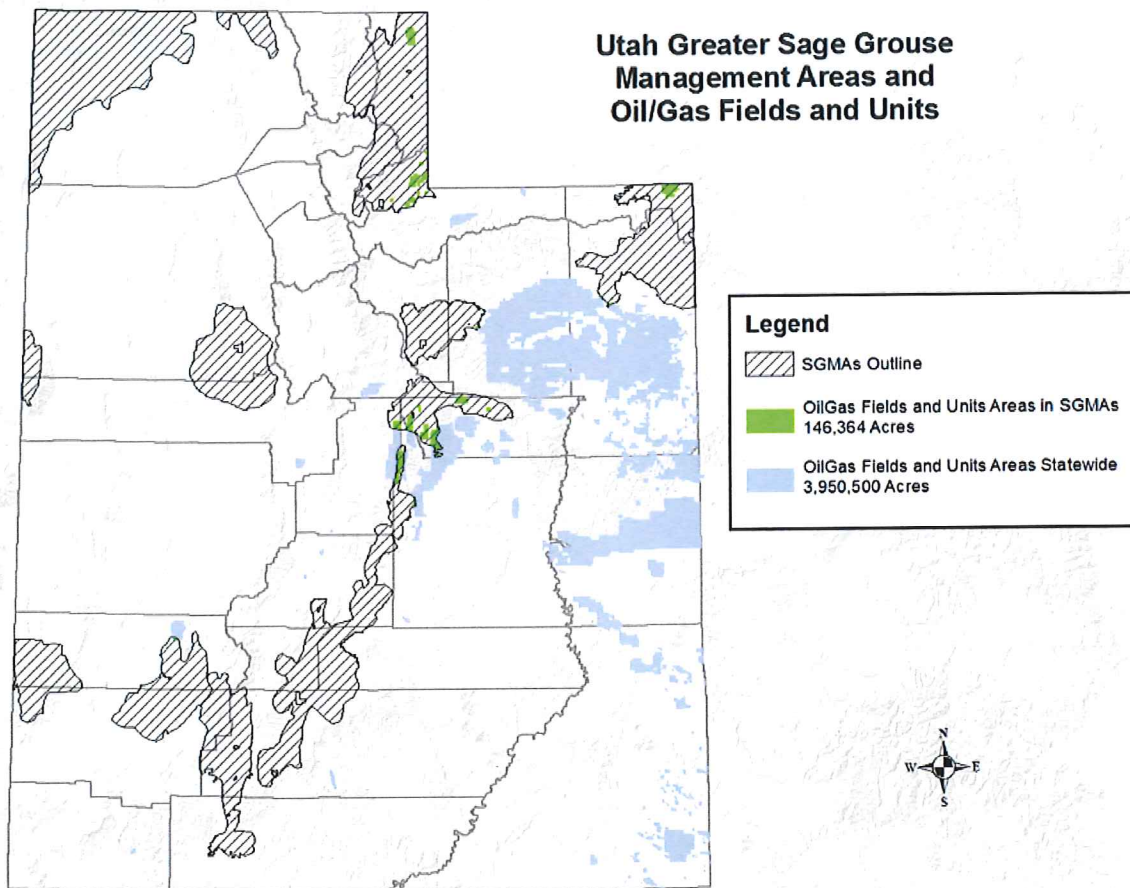 Utah Greater Sage Grouse
Management Areas and
Oil/Gas Fields and Units
Legend
SGMAs Outline
OilGas Fields and Units Areas in SGMAs
146,364 Acres
OilGas Fields and Units Areas Statewide
3,950,500 Acres
N
W E
S